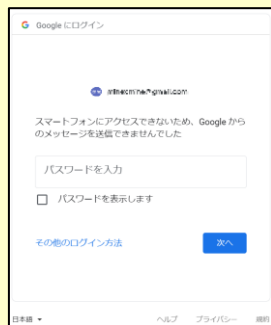 Google にログイン
スマートフォンにアクセスできないため、Google から
のメッセージを送信できませんでした
パスワードを入力
パスワードを表示します
その他のログイン方法
次へ
日本語
ヘルプ プライバシー 規約